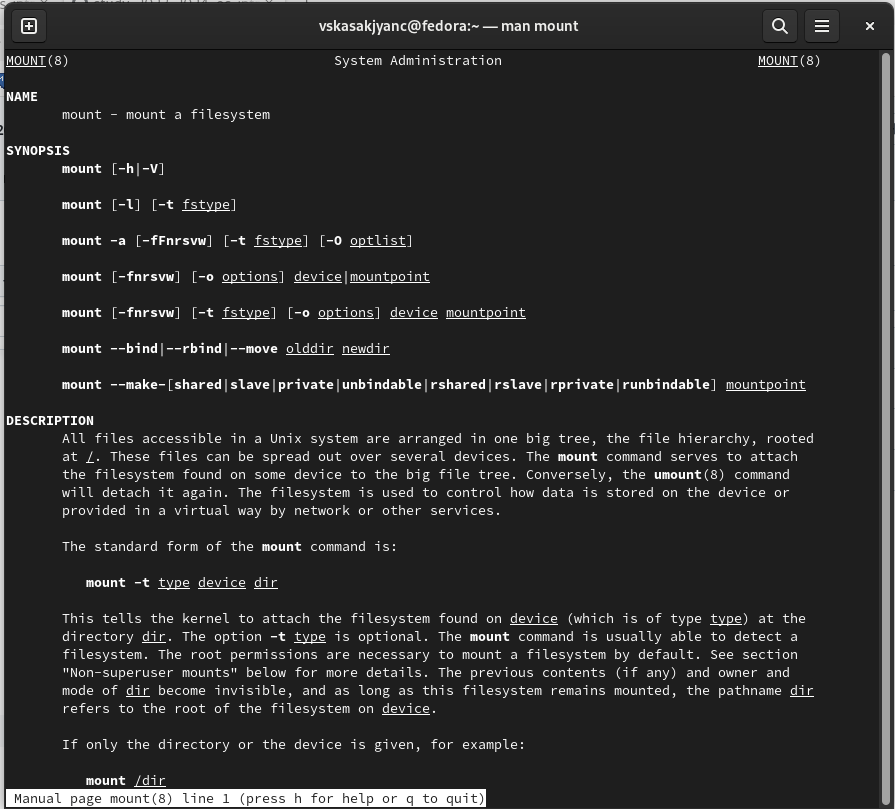 vskasakjyanc@fedora:~ — man mount
MOUNT(8) System Administration MOUNT(8)
NAME
mount - mount a filesystem
SYNOPSIS
mount [-h|-V]
mount [-l] [-t fstype]
mount -a [-fFnrsvw] [-t fstype] [-O optlist]
mount [-fnrsvw] [-o options] device|mountpoint
mount [-fnrsvw] [-t fstype] [-o options] device mountpoint
mount --bind|--rbind|--move olddir newdir
mount --make-[shared|slave|private|unbindable|rshared|rslave|rprivate|runbindable] mountpoint
DESCRIPTION
All files accessible in a Unix system are arranged in one big tree, the file hierarchy, rooted
at /. These files can be spread out over several devices. The mount command serves to attach
the filesystem found on some device to the big file tree. Conversely, the umount(8) command
will detach it again. The filesystem is used to control how data is stored on the device or
provided in a virtual way by network or other services.
The standard form of the mount command is:
mount -t type device dir
This tells the kernel to attach the filesystem found on device (which is of type type) at the
directory dir. The option -t type is optional. The mount command is usually able to detect a
filesystem. The root permissions are necessary to mount a filesystem by default. See section
"Non-superuser mounts" below for more details. The previous contents (if any) and owner and
mode of dir become invisible, and as long as this filesystem remains mounted, the pathname dir
refers to the root of the filesystem on device.
If only the directory or the device is given, for example:
mount /dir
Manual page mount(8) line 1 (press h for help or q to quit)